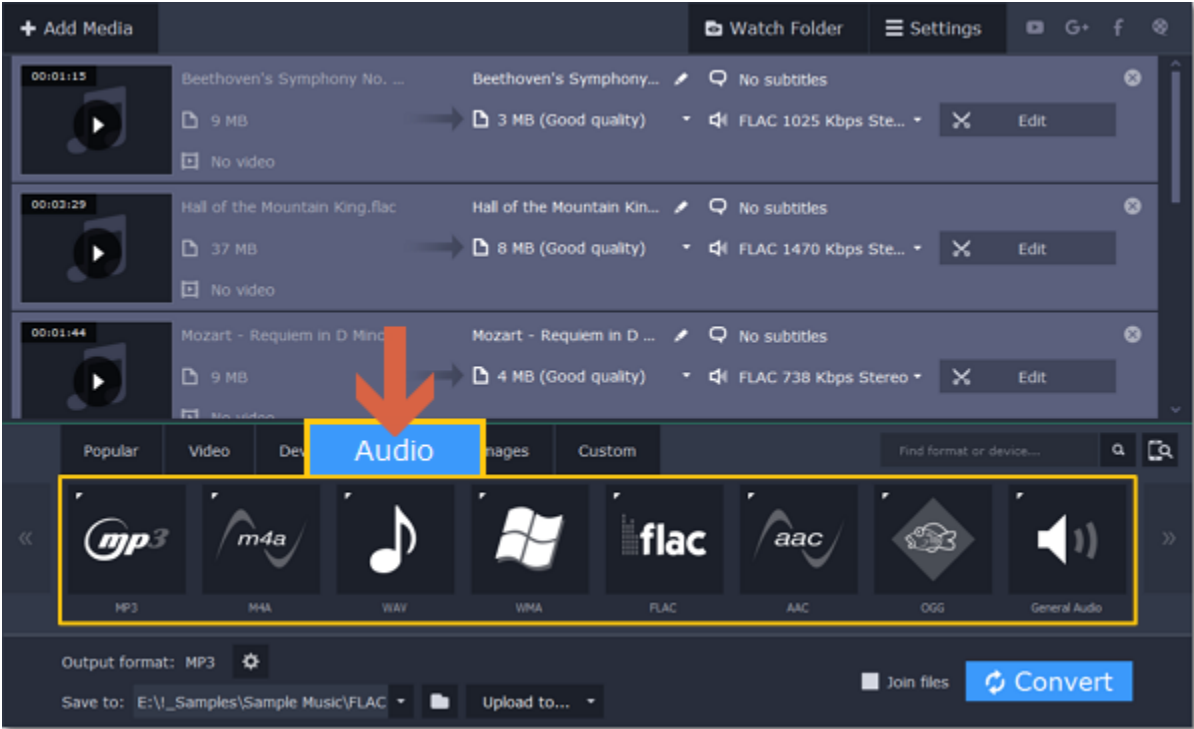 Add Media
Watch Folder
Settings
G+
f
00:01:15
Beethoven's Symphony No. ...
Beethoven's Symphony...
No subtitles
9 MB
3 MB (Good quality)
FLAC 1025 Kbps Ste...
Edit
No video
00:03:29
Hall of the Mountain King.flac
Hall of the Mountain Kin...
No subtitles
37 MB
8 MB (Good quality)
FLAC 1470 Kbps Ste...
Edit
No video
00:01:44
Mozart - Requiem in D Mino
Mozart - Requiem in D ...
No subtitles
9 MB
4 MB (Good quality)
FLAC 738 Kbps Stereo
Edit
No video
Popular
Video
Dev
Audio
mages
Custom
Find format or device....
mp3
m4a
flac
aac
MP3
M4A
WAV
WMA
FLAC
AAC
OGG
General Audio
Output format: MP3
Join files
Convert
Save to: E:\!_Samples\Sample Music\FLAC
Upload to...